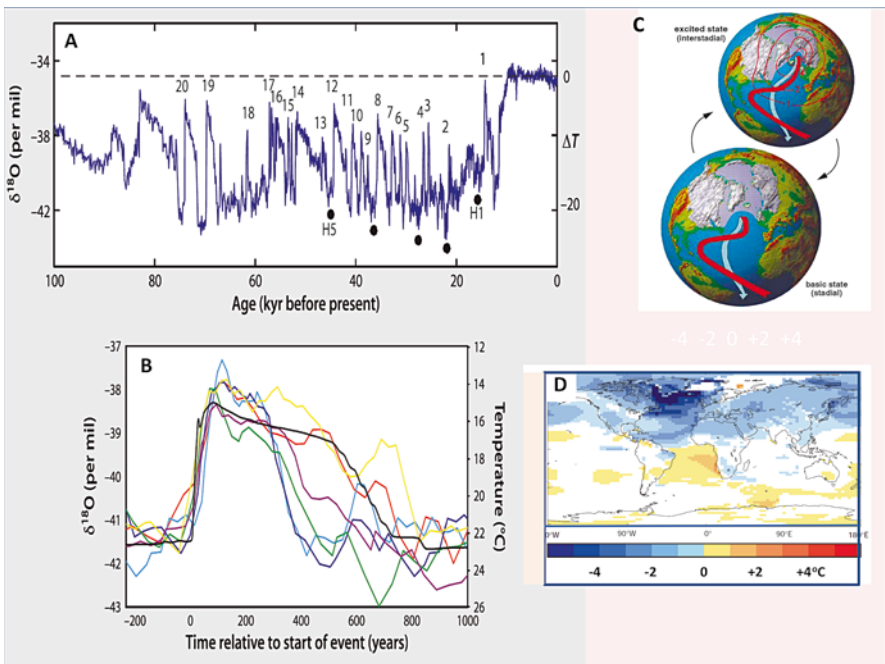 A
δ18O (per mil)
–34
–38
–42
20
19
18
17
16
15
14
13
12
11
10
9
8
7
6
5
4
3
2
1
H5
H1
0
ΔT
–20
100
80
60
40
20
0
Age (kyr before present)
B
δ18O (per mil)
–37
–38
–39
–40
–41
–42
–43
12
14
16
18
20
22
24
26
Temperature (°C)
–200
0
200
400
600
800
1000
Time relative to start of event (years)
C
excited state
(interstadial)
basic state
(stadial)
-4 -2 0 +2 +4
D
90°W
0°
90°E
180°E
-4 -2 0 +2 +4°C